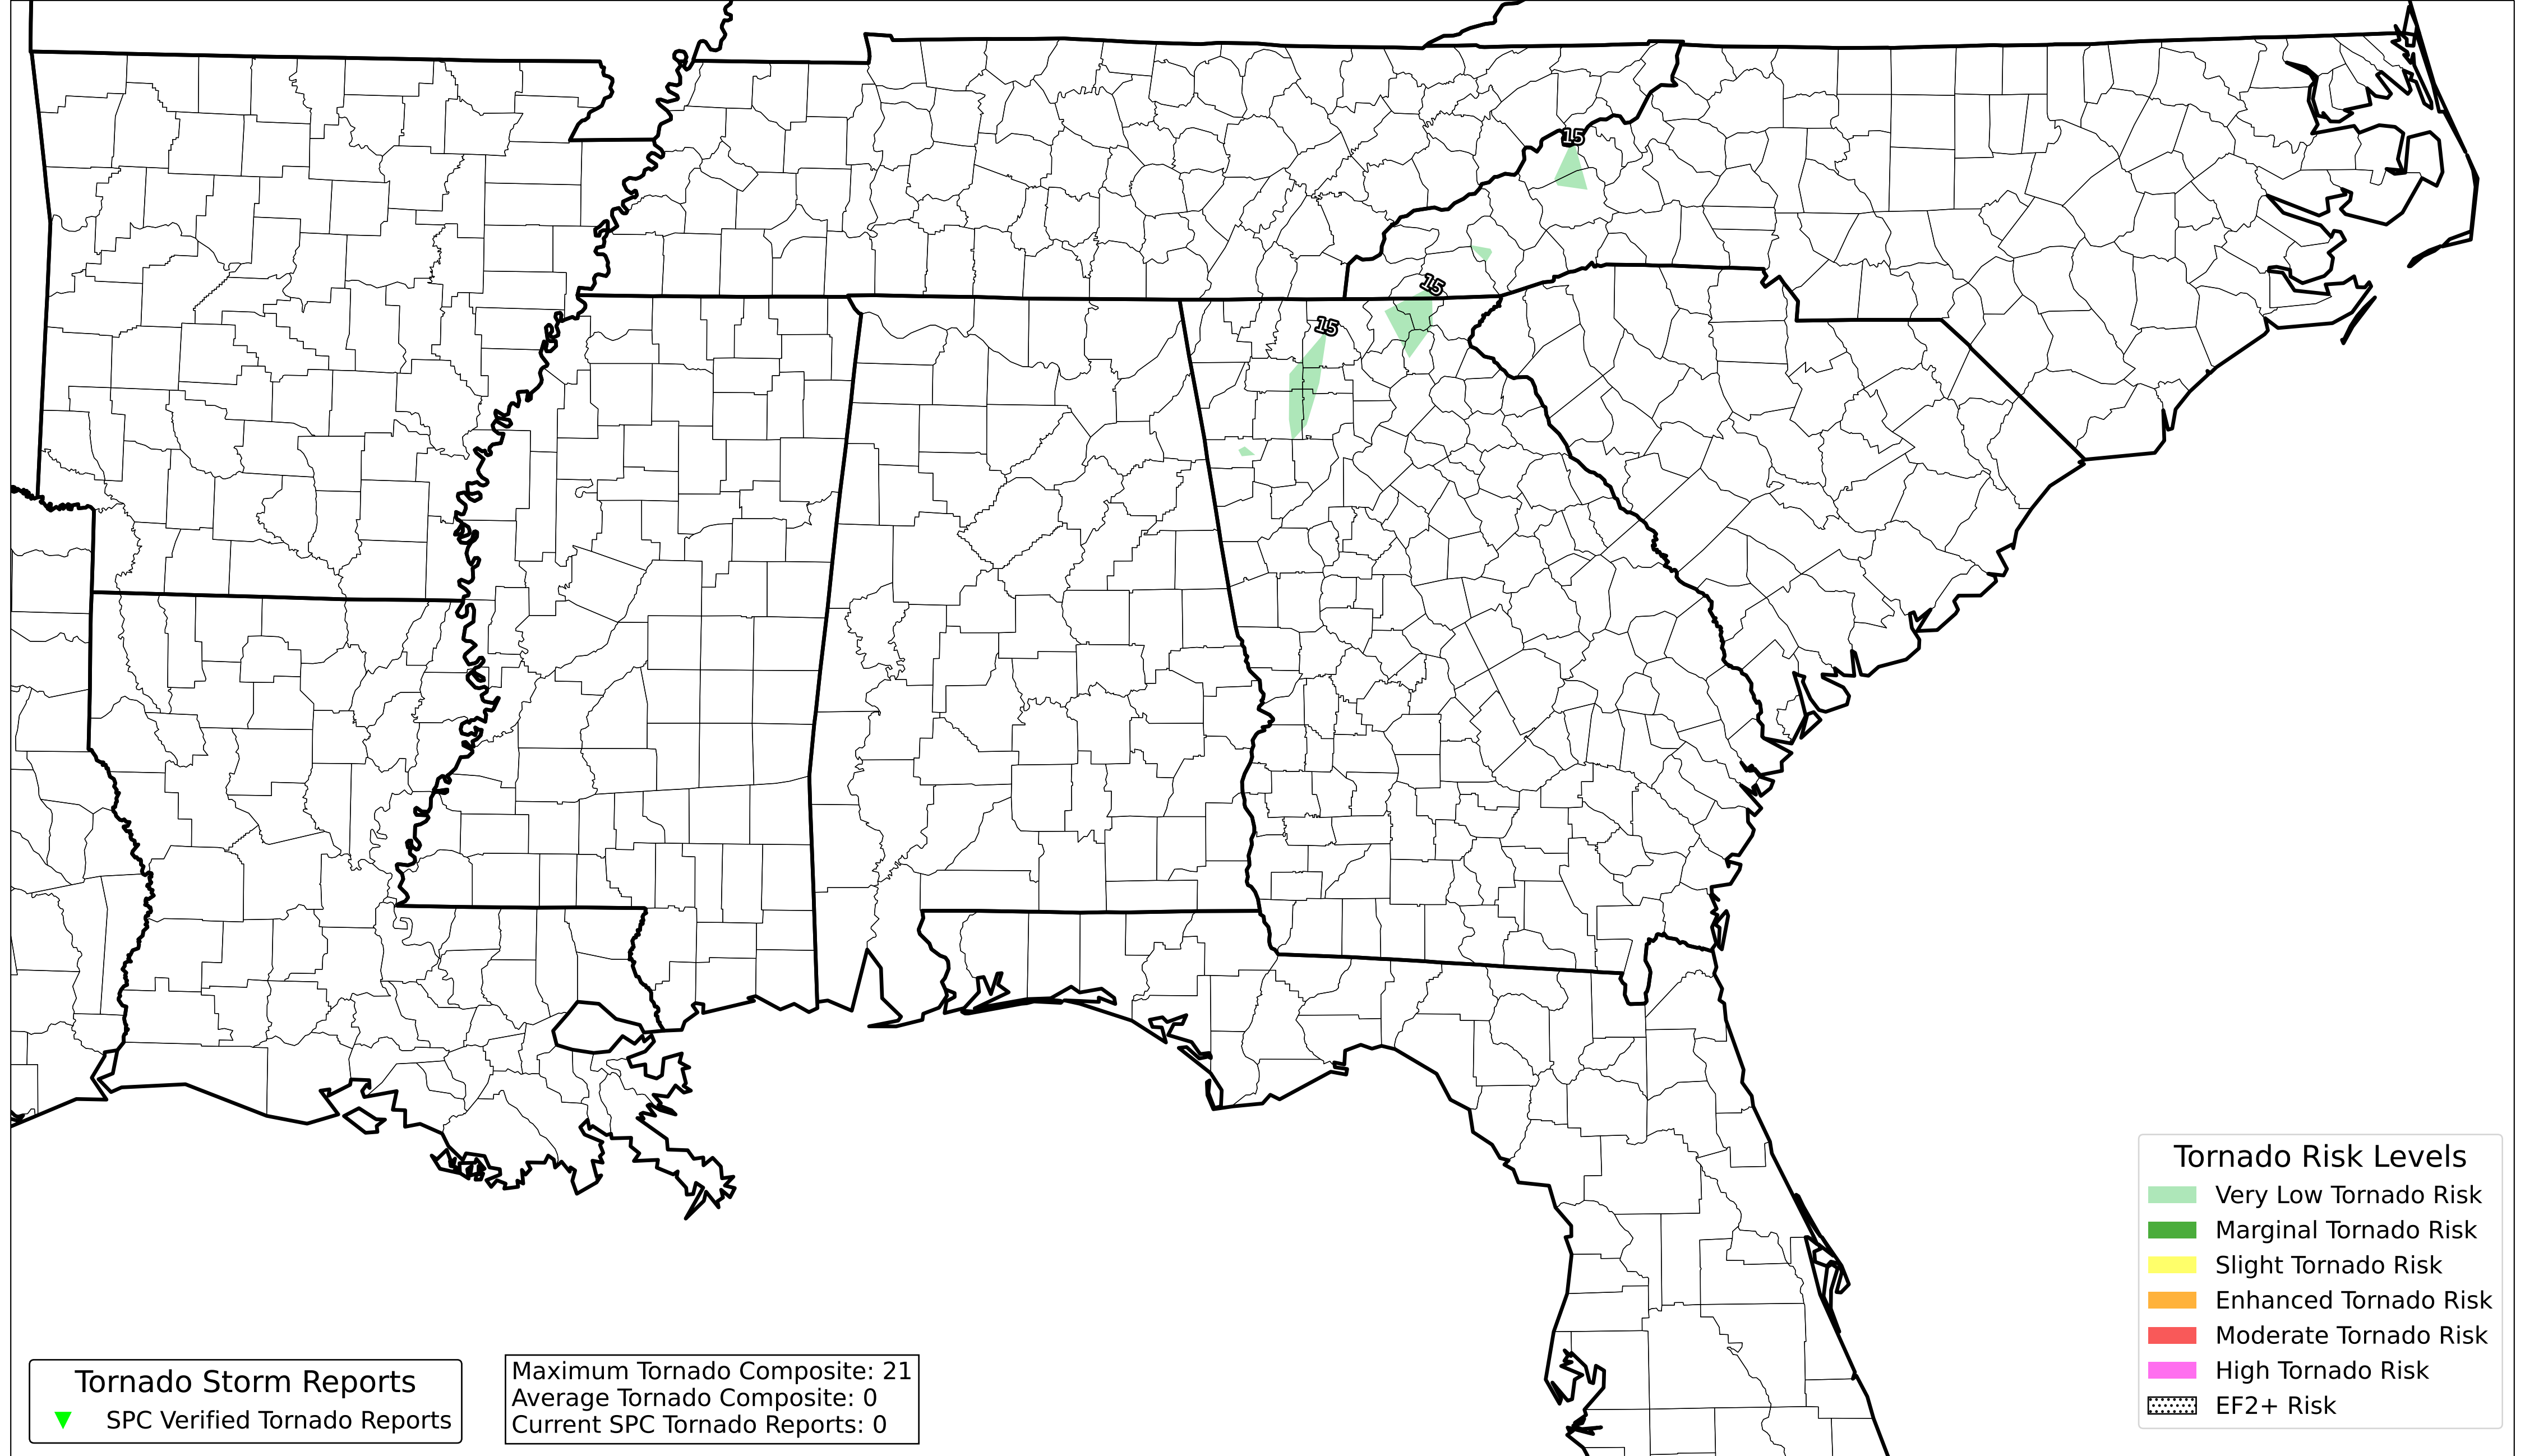 15
15
15
Tornado Risk Levels
Very Low Tornado Risk
Marginal Tornado Risk
Slight Tornado Risk
Enhanced Tornado Risk
Moderate Tornado Risk
High Tornado Risk
EF2+ Risk
Tornado Storm Reports
SPC Verified Tornado Reports
Maximum Tornado Composite: 21
Average Tornado Composite: 0
Current SPC Tornado Reports: 0